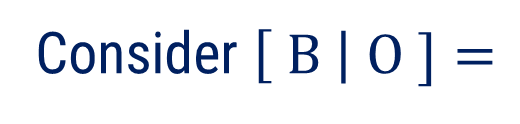 Consider [ B | O ] =